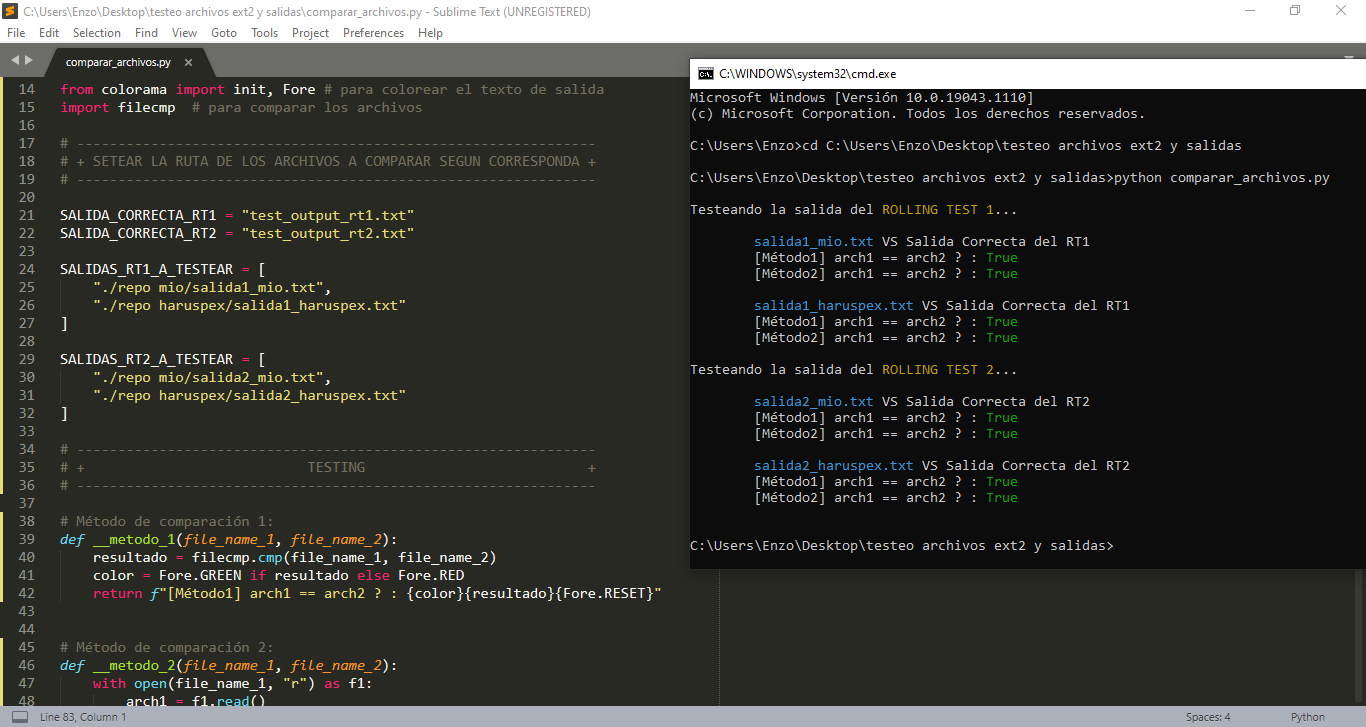 C:\Users\Enzo\Desktop\testeo archivos ext2 y salidas\comparar_archivos.py - Sublime Text (UNREGISTERED)
File Edit Selection Find View Goto Tools Project Preferences Help
comparar_archivos.py
14 from colorama import init, Fore # para colorear el texto de salida
15 import filecmp  # para comparar los archivos
16
17 # ----------------------------------------------------------------
18 # + SETEAR LA RUTA DE LOS ARCHIVOS A COMPARAR SEGUN CORRESPONDA +
19 # ----------------------------------------------------------------
20
21 SALIDA_CORRECTA_RT1 = "test_output_rt1.txt"
22 SALIDA_CORRECTA_RT2 = "test_output_rt2.txt"
23
24 SALIDAS_RT1_A_TESTEAR = [
25     "./repo mio/salida1_mio.txt",
26     "./repo haruspex/salida1_haruspex.txt"
27 ]
28
29 SALIDAS_RT2_A_TESTEAR = [
30     "./repo mio/salida2_mio.txt",
31     "./repo haruspex/salida2_haruspex.txt"
32 ]
33
34 # ----------------------------------------------------------------
35 # +                           TESTING                           +
36 # ----------------------------------------------------------------
37
38 # Método de comparación 1:
39 def __metodo_1(file_name_1, file_name_2):
40     resultado = filecmp.cmp(file_name_1, file_name_2)
41     color = Fore.GREEN if resultado else Fore.RED
42     return f"[Método1] arch1 == arch2 ? : {color}{resultado}{Fore.RESET}"
43
44
45 # Método de comparación 2:
46 def __metodo_2(file_name_1, file_name_2):
47     with open(file_name_1, "r") as f1:
48         arch1 = f1.read()
Line 83, Column 1
Spaces: 4
Python
C:\WINDOWS\system32\cmd.exe
Microsoft Windows [Versión 10.0.19043.1110]
(c) Microsoft Corporation. Todos los derechos reservados.
C:\Users\Enzo>cd C:\Users\Enzo\Desktop\testeo archivos ext2 y salidas
C:\Users\Enzo\Desktop\testeo archivos ext2 y salidas>python comparar_archivos.py
Testeando la salida del ROLLING TEST 1...
salida1_mio.txt VS Salida Correcta del RT1
[Método1] arch1 == arch2 ? : True
[Método2] arch1 == arch2 ? : True
salida1_haruspex.txt VS Salida Correcta del RT1
[Método1] arch1 == arch2 ? : True
[Método2] arch1 == arch2 ? : True
Testeando la salida del ROLLING TEST 2...
salida2_mio.txt VS Salida Correcta del RT2
[Método1] arch1 == arch2 ? : True
[Método2] arch1 == arch2 ? : True
salida2_haruspex.txt VS Salida Correcta del RT2
[Método1] arch1 == arch2 ? : True
[Método2] arch1 == arch2 ? : True
C:\Users\Enzo\Desktop\testeo archivos ext2 y salidas>